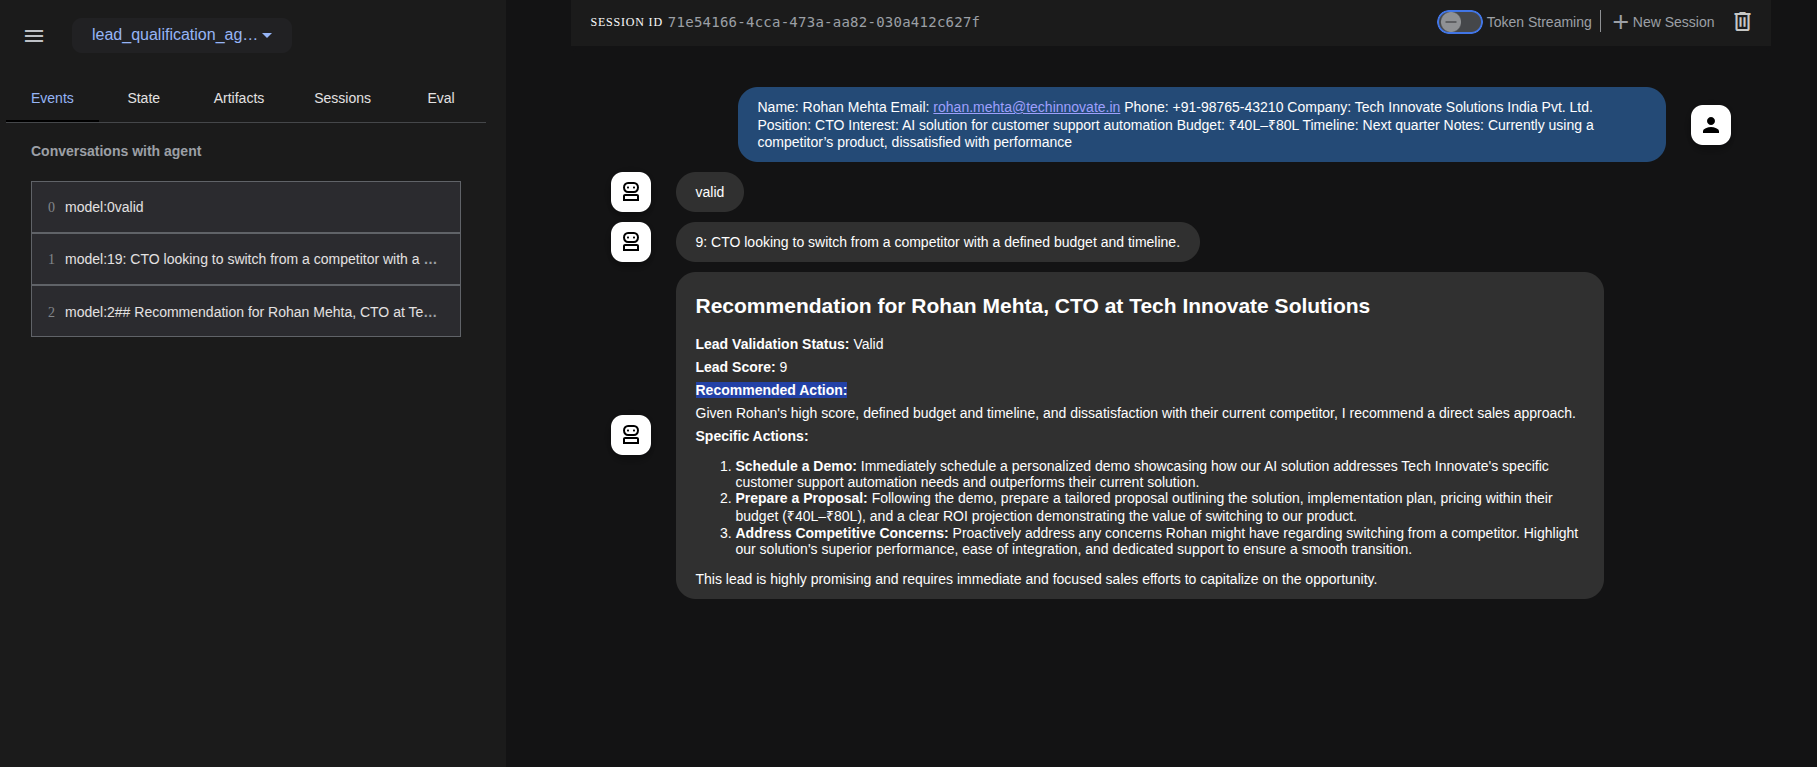 lead_qualification_ag…
SESSION ID 71e54166-4cca-473a-aa82-030a412c627f
Token Streaming
New Session
Events
State
Artifacts
Sessions
Eval
Conversations with agent
0 model:0valid
1 model:19: CTO looking to switch from a competitor with a …
2 model:2## Recommendation for Rohan Mehta, CTO at Te…
Name: Rohan Mehta Email: rohan.mehta@techinnovate.in Phone: +91-98765-43210 Company: Tech Innovate Solutions India Pvt. Ltd.
Position: CTO Interest: AI solution for customer support automation Budget: ₹40L–₹80L Timeline: Next quarter Notes: Currently using a
competitor’s product, dissatisfied with performance
valid
9: CTO looking to switch from a competitor with a defined budget and timeline.
Recommendation for Rohan Mehta, CTO at Tech Innovate Solutions
Lead Validation Status: Valid
Lead Score: 9
Recommended Action:
Given Rohan's high score, defined budget and timeline, and dissatisfaction with their current competitor, I recommend a direct sales approach.
Specific Actions:
1. Schedule a Demo: Immediately schedule a personalized demo showcasing how our AI solution addresses Tech Innovate's specific
customer support automation needs and outperforms their current solution.
2. Prepare a Proposal: Following the demo, prepare a tailored proposal outlining the solution, implementation plan, pricing within their
budget (₹40L–₹80L), and a clear ROI projection demonstrating the value of switching to our product.
3. Address Competitive Concerns: Proactively address any concerns Rohan might have regarding switching from a competitor. Highlight
our solution's superior performance, ease of integration, and dedicated support to ensure a smooth transition.
This lead is highly promising and requires immediate and focused sales efforts to capitalize on the opportunity.